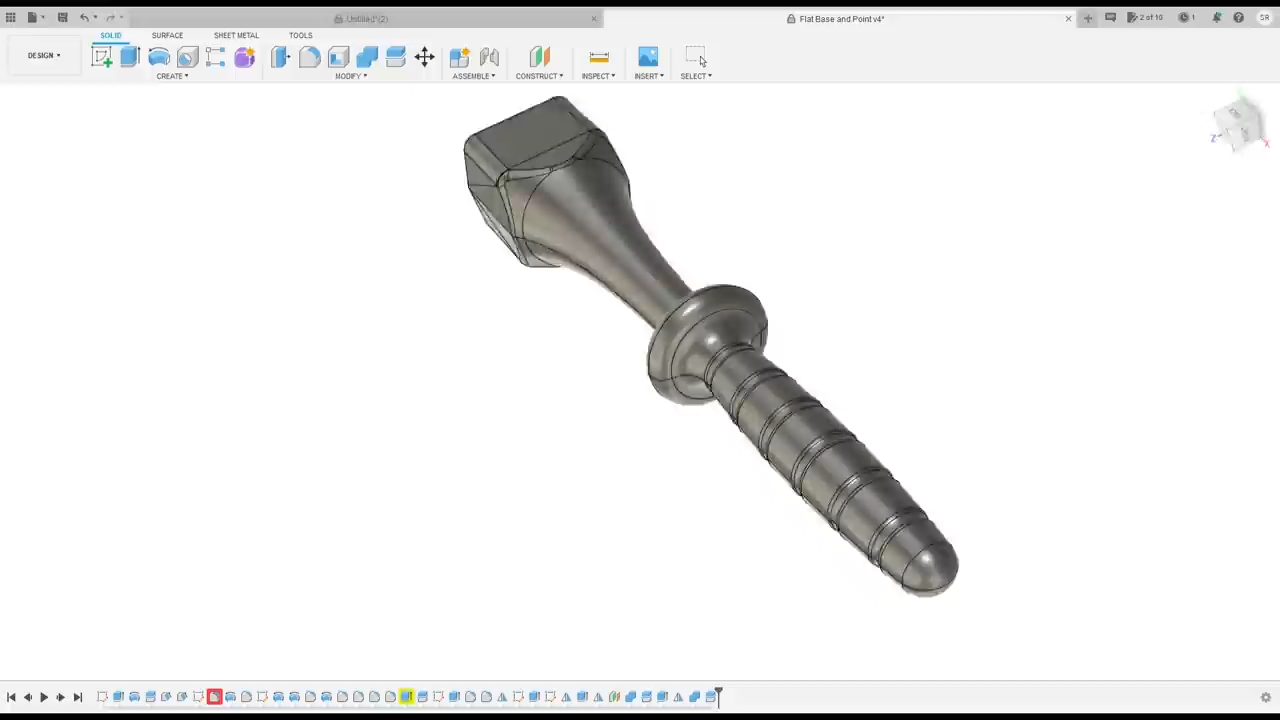 Untitled*(2)
Flat Base and Point v4*
2 of 10
1
SR
SOLID
SURFACE
SHEET METAL
TOOLS
DESIGN
CREATE
MODIFY
ASSEMBLE
CONSTRUCT
INSPECT
INSERT
SELECT
Z
X